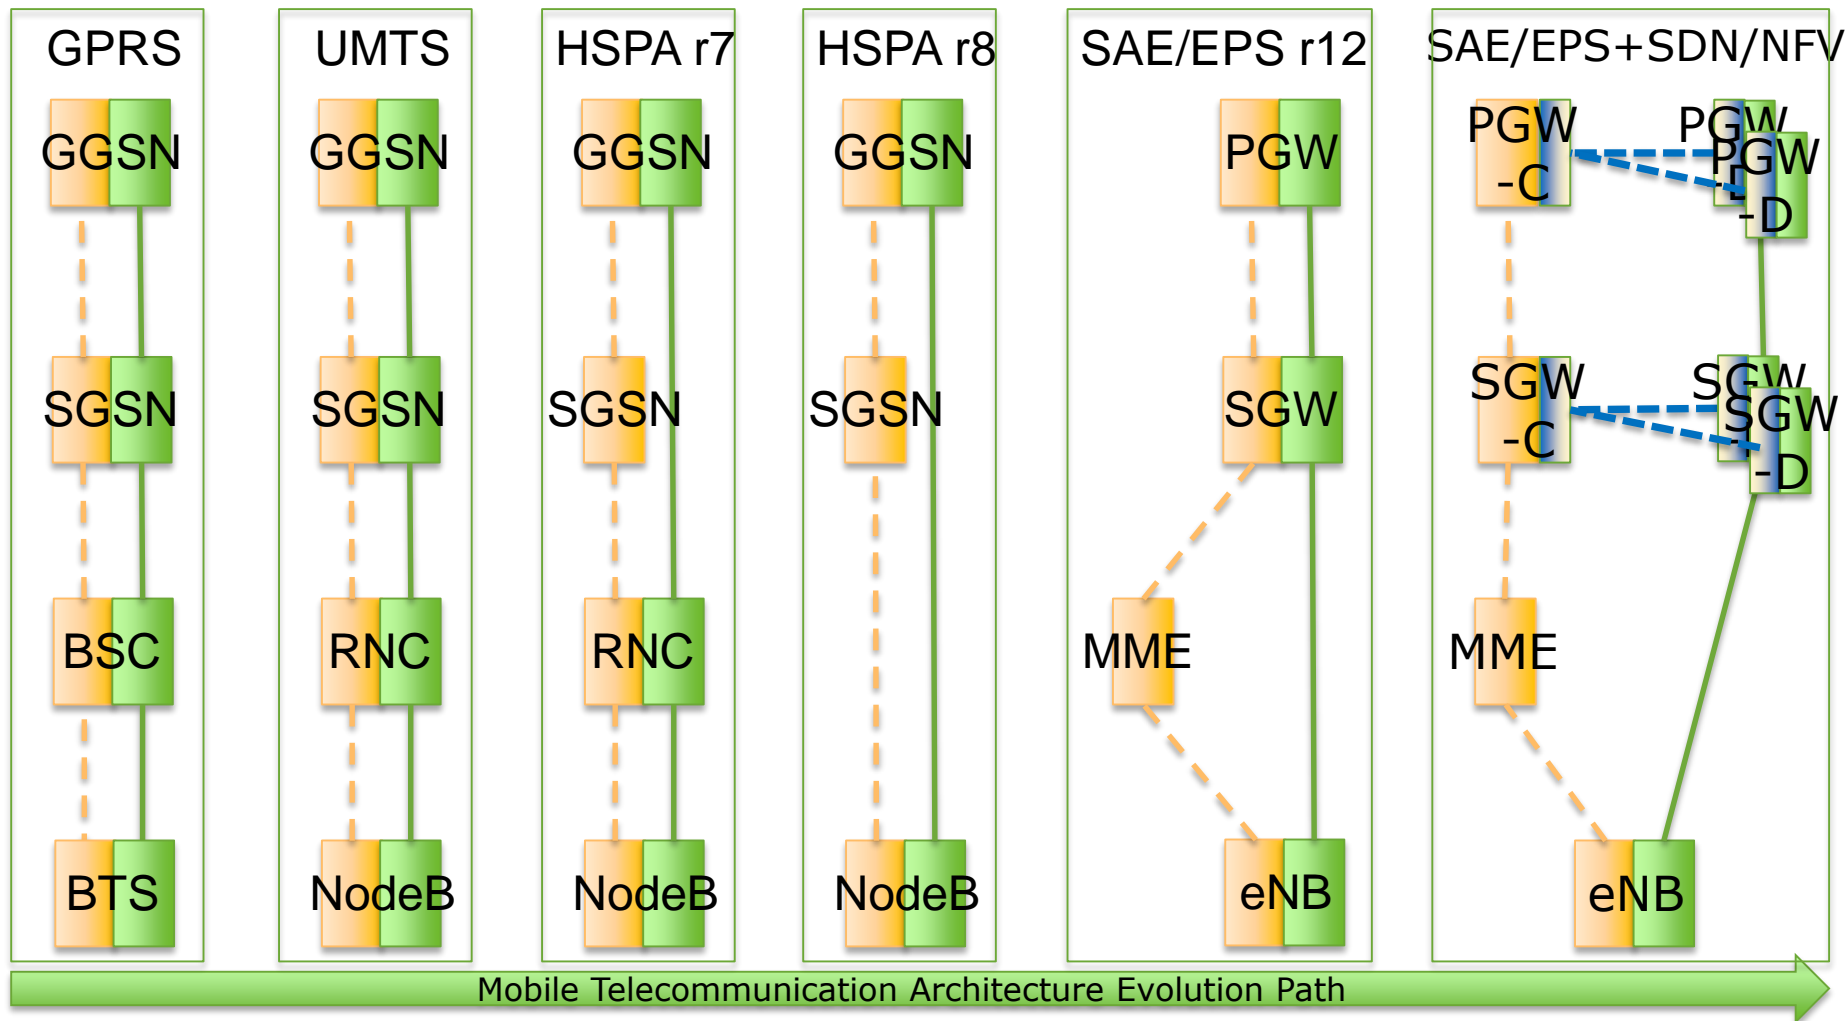 GPRS
GGSN
SGSN
BSC
BTS
UMTS
GGSN
SGSN
RNC
NodeB
HSPA r7
GGSN
SGSN
RNC
NodeB
HSPA r8
GGSN
SGSN
NodeB
SAE/EPS r12
PGW
SGW
MME
eNB
SAE/EPS+SDN/NFV
PGW
-C
PGW
PGW
-D
SGW
-C
SGW
SGW
-D
MME
eNB
Mobile Telecommunication Architecture Evolution Path